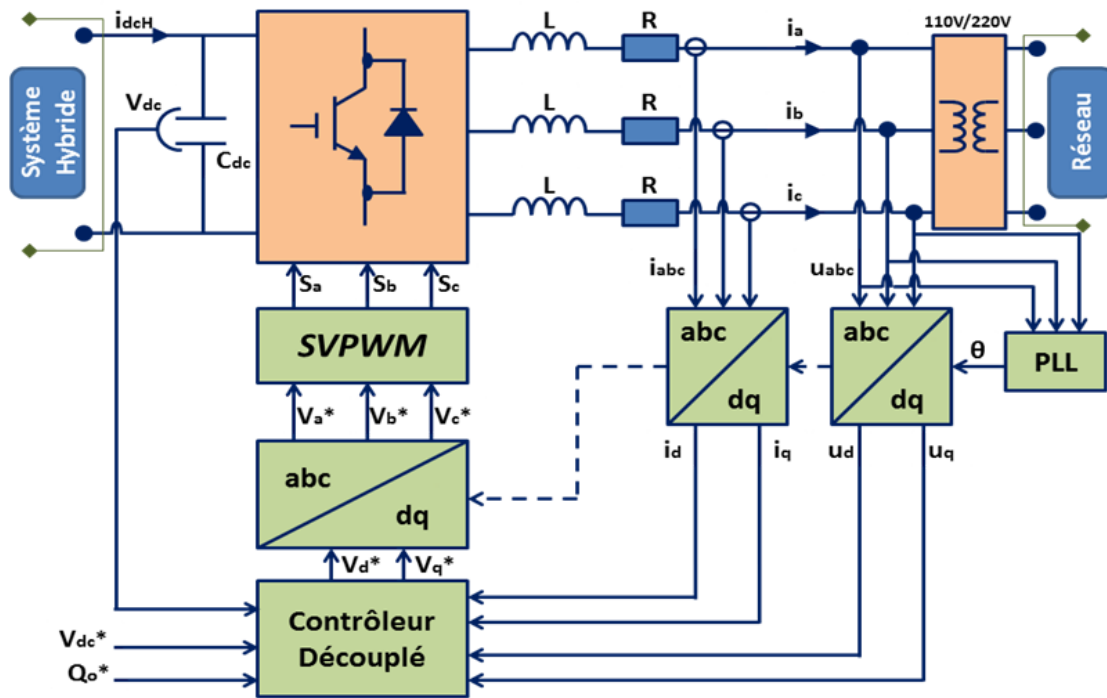 idcH
L
R
ia
110V/220V
Système
Hybride
Vdc
Cdc
L
R
ib
Réseau
L
R
ic
Sa
Sb
Sc
iabc
uabc
SVPWM
abc
dq
abc
dq
θ
PLL
Va*
Vb*
Vc*
id
iq
ud
uq
abc
dq
Vd*
Vq*
Contrôleur
Découplé
Vdc*
Qo*